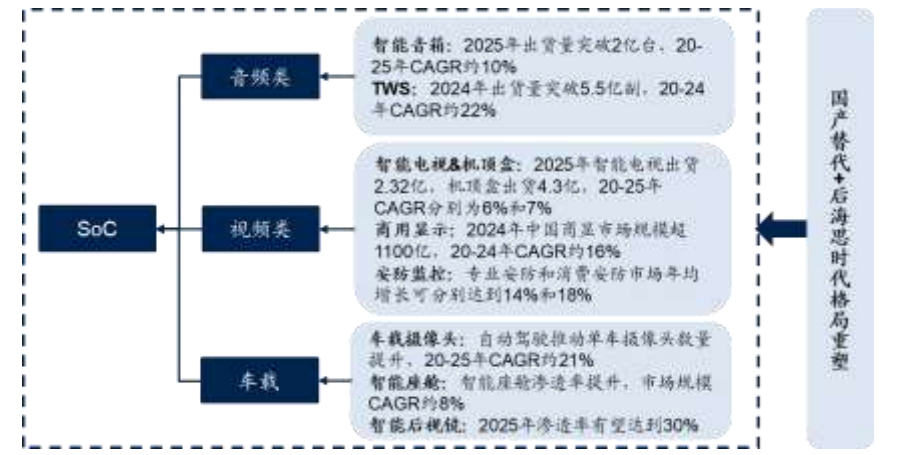 智能音箱：2025年出货量突破2亿台，20-
25年CAGR约10%
TWS：2024年出货量突破5.5亿副，20-24
年CAGR约22%
音频类
智能电视&机顶盒：2025年智能电视出货
2.32亿，机顶盒出货4.3亿，20-25年
CAGR分别为6%和7%
商用显示：2024年中国商显市场规模超
1100亿，20-24年CAGR约16%
安防监控：专业安防和消费安防市场年均
增长可分别达到14%和18%
SoC
视频类
车载摄像头：自动驾驶推动单车摄像头数量
提升，20-25年CAGR约21%
智能座舱：智能座舱渗透率提升，市场规模
CAGR约8%
智能后视镜：2025年渗透率有望达到30%
车载
国产替代+后海思时代格局重塑